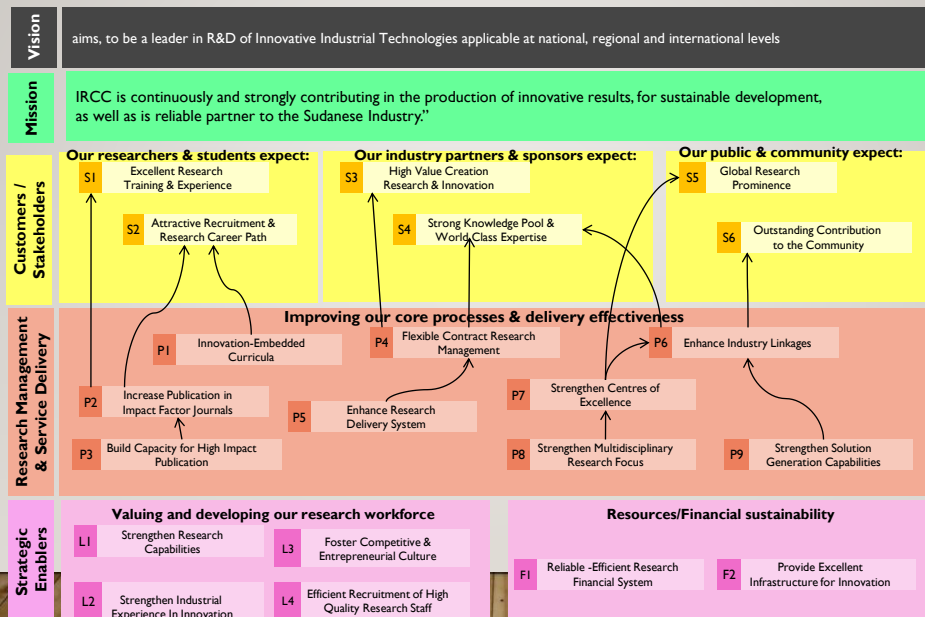 Vision
aims, to be a leader in R&D of Innovative Industrial Technologies applicable at national, regional and international levels
Mission
IRCC is continuously and strongly contributing in the production of innovative results, for sustainable development,
as well as is reliable partner to the Sudanese Industry.”
Customers /
Stakeholders
Our researchers & students expect:
S1
Excellent Research
Training & Experience
S2
Attractive Recruitment &
Research Career Path
Our industry partners & sponsors expect:
S3
High Value Creation
Research & Innovation
S4
Strong Knowledge Pool &
World Class Expertise
Our public & community expect:
S5
Global Research
Prominence
S6
Outstanding Contribution
to the Community
Research Management
& Service Delivery
Improving our core processes & delivery effectiveness
P1
Innovation-Embedded
Curricula
P4
Flexible Contract Research
Management
P6
Enhance Industry Linkages
P2
Increase Publication in
Impact Factor Journals
P5
Enhance Research
Delivery System
P7
Strengthen Centres of
Excellence
P3
Build Capacity for High Impact
Publication
P8
Strengthen Multidisciplinary
Research Focus
P9
Strengthen Solution
Generation Capabilities
Strategic
Enablers
Valuing and developing our research workforce
L1
Strengthen Research
Capabilities
L3
Foster Competitive &
Entrepreneurial Culture
L2
Strengthen Industrial
Experience In Innovation
L4
Efficient Recruitment of High
Quality Research Staff
Resources/Financial sustainability
F1
Reliable -Efficient Research
Financial System
F2
Provide Excellent
Infrastructure for Innovation